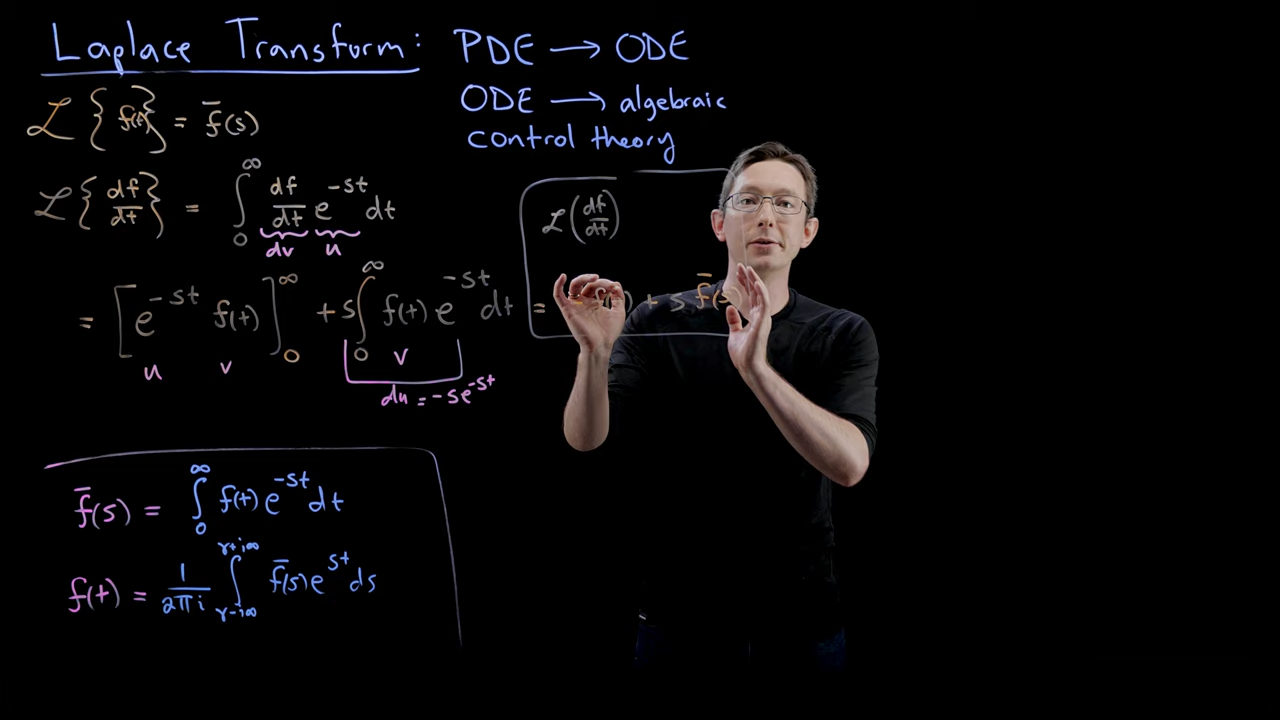 Laplace Transform: PDE → ODE
ODE → algebraic
control theory
ℒ{f(t)} = f̄(s)
ℒ{df/dt} = ∫₀^∞ df/dt e^{-st} dt
dv u
ℒ(df/dt)
= [e^{-st} f(t)]₀^∞ + s∫₀^∞ f(t) e^{-st} dt =
+ s f̄(s)
u v v
du = -se^{-st}
f̄(s) = ∫₀^∞ f(t) e^{-st} dt
f(t) = 1/2πi ∫_{γ-i∞}^{γ+i∞} f̄(s) e^{st} ds